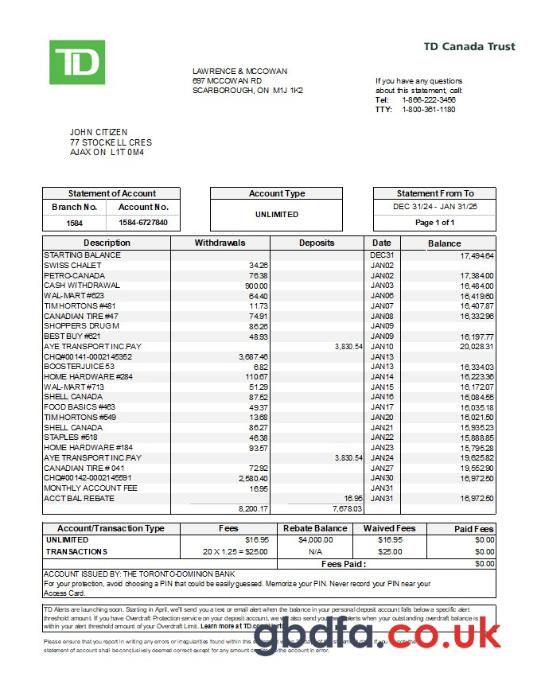 TD
TD Canada Trust
LAWRENCE & MCCOWAN
697 MCCOWAN RD
SCARBOROUGH, ON M1J 1K2
If you have any questions
about this statement, call:
Tel: 1-866-222-3456
TTY: 1-800-361-1180
JOHN CITIZEN
77 STOCKELL CRES
AJAX ON L1T 0M4
Statement of Account
Branch No. Account No.
1584 1584-6727840
Account Type
UNLIMITED
Statement From To
DEC 31/24 - JAN 31/25
Page 1 of 1
Description Withdrawals Deposits Date Balance
STARTING BALANCE DEC31 17,494.64
SWISS CHALET 34.26 JAN02
PETRO-CANADA 76.38 JAN02 17,384.00
CASH WITHDRAWAL 900.00 JAN03 16,484.00
WAL-MART #623 64.40 JAN06 16,419.60
TIM HORTONS #481 11.73 JAN07 16,407.87
CANADIAN TIRE #47 74.91 JAN08 16,332.96
SHOPPERS DRUG M 86.26 JAN09
BEST BUY #621 48.93 JAN09 16,197.77
AYE TRANSPORT INC.PAY 3,830.54 JAN10 20,028.31
CHQ#00141-0002145352 3,687.46 JAN13
BOOSTERJUICE 53 6.82 JAN13 16,334.03
HOME HARDWARE #284 110.67 JAN14 16,223.36
WAL-MART #713 51.29 JAN15 16,172.07
SHELL CANADA 87.52 JAN16 16,084.55
FOOD BASICS #463 49.37 JAN17 16,035.18
TIM HORTONS #549 13.68 JAN20 16,021.50
SHELL CANADA 86.27 JAN21 15,935.23
STAPLES #518 46.38 JAN22 15,888.85
HOME HARDWARE #184 93.57 JAN23 15,795.28
AYE TRANSPORT INC.PAY 3,830.54 JAN24 19,625.82
CANADIAN TIRE # 041 72.92 JAN27 19,552.90
CHQ#00142-0002145591 2,580.40 JAN30 16,972.50
MONTHLY ACCOUNT FEE 16.95 JAN31
ACCT BAL REBATE 16.95 JAN31 16,972.50
8,200.17 7,678.03
Account/Transaction Type Fees Rebate Balance Waived Fees Paid Fees
UNLIMITED $16.95 $4,000.00 $16.95 $0.00
TRANSACTIONS 20 X 1.25 = $25.00 N/A $25.00 $0.00
Fees Paid: $0.00
ACCOUNT ISSUED BY: THE TORONTO-DOMINION BANK
For your protection, avoid choosing a PIN that could be easily guessed. Memorize your PIN. Never record your PIN near your
Access Card.
TD Alerts are launching soon. Starting in April, we'll send you a text or email alert when the balance in your personal deposit account falls below a specific alert
threshold amount. If you have Overdraft Protection service on your deposit account, we will also send you alerts when your outstanding overdraft balance is
within your alert threshold amount of your Overdraft Limit. Learn more at TD.com/alerts
Please ensure that you report in writing any errors or irregularities found within this
statement shall be conclusively deemed correct except for any amount the account in error.
gbdfa.co.uk